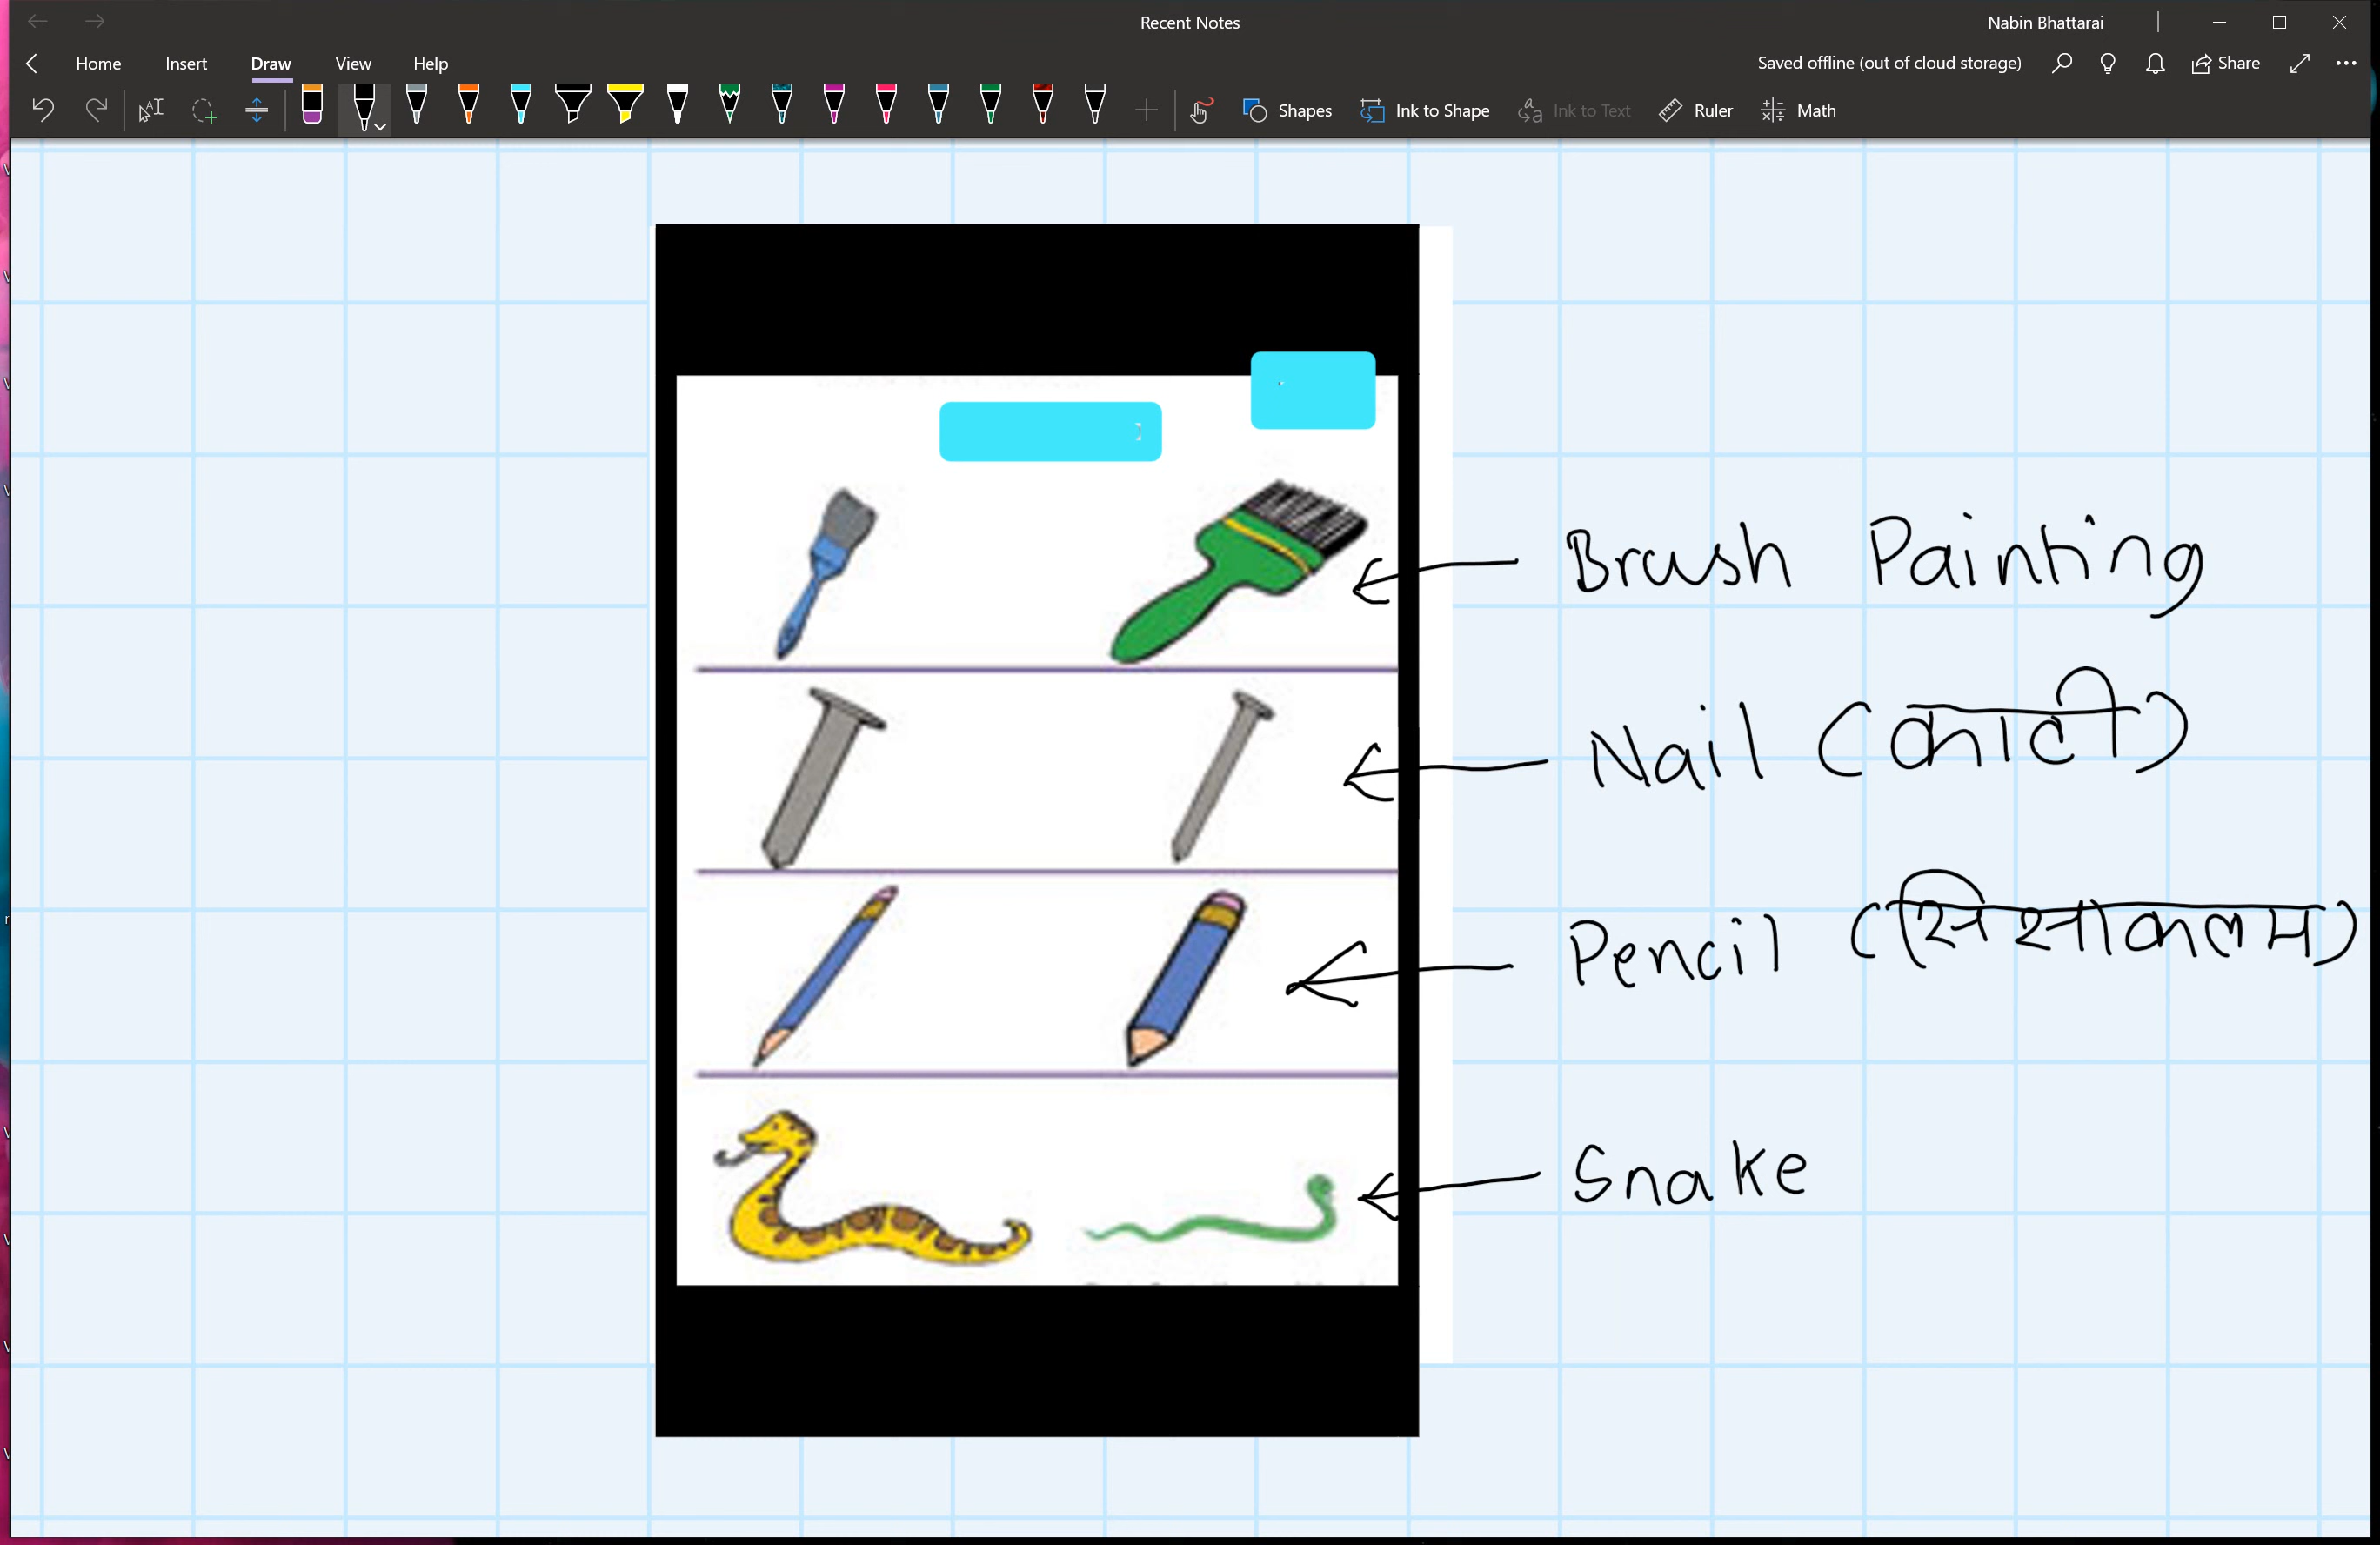 Recent Notes
Nabin Bhattarai
Home Insert Draw View Help
Saved offline (out of cloud storage)
Share
Shapes
Ink to Shape
Ink to Text
Ruler
Math
Brush Painting
Nail (काटी)
Pencil (सिसाकलम)
Snake